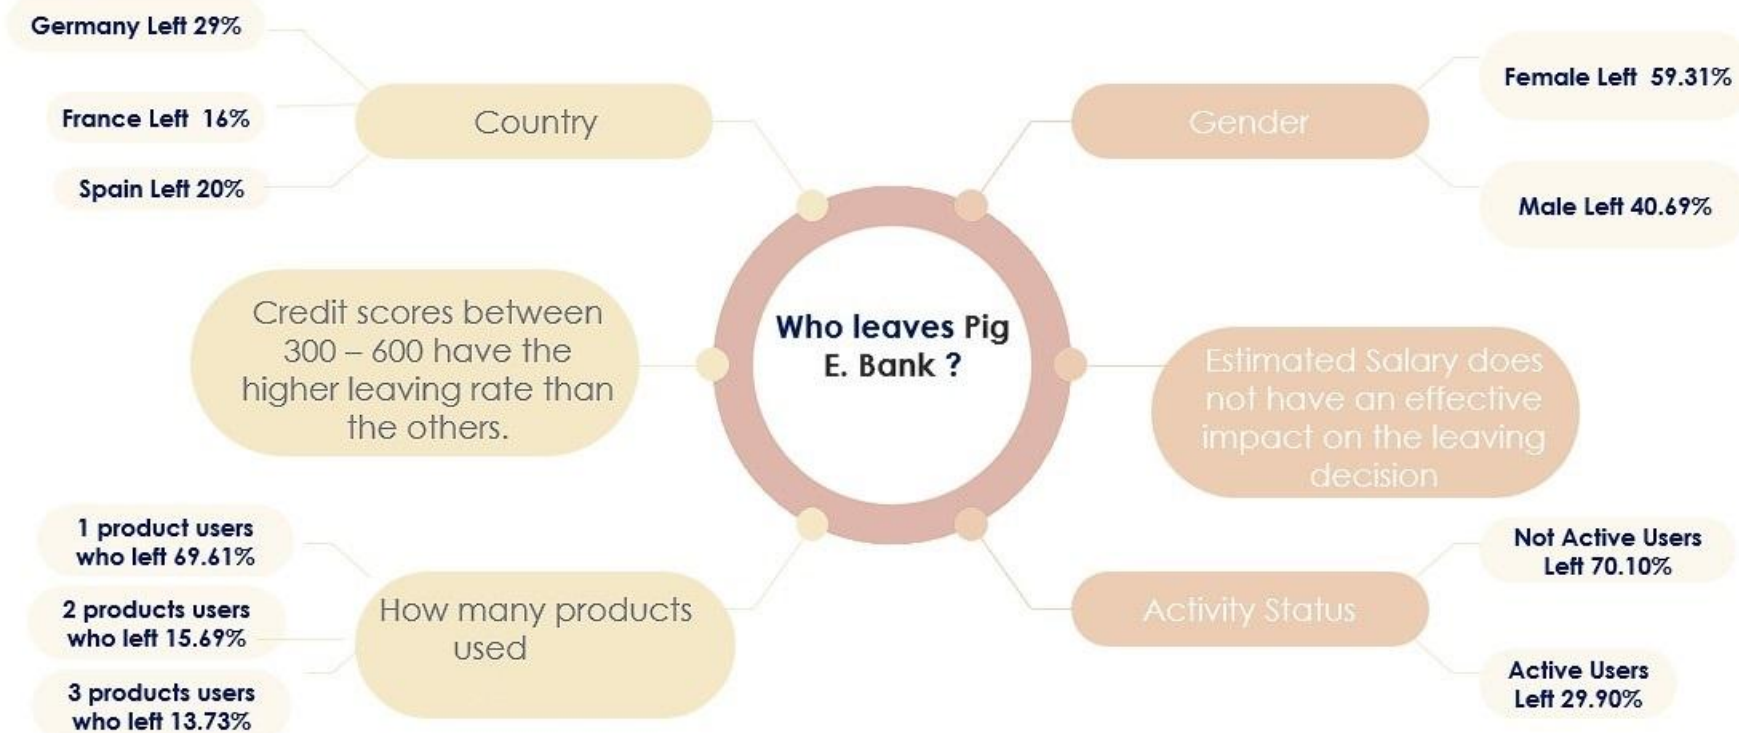 Germany Left 29%
France Left 16%
Spain Left 20%
Country
Gender
Female Left 59.31%
Male Left 40.69%
Credit scores between
300 – 600 have the
higher leaving rate than
the others.
Who leaves Pig
E. Bank ?
Estimated Salary does
not have an effective
impact on the leaving
decision
1 product users
who left 69.61%
2 products users
who left 15.69%
3 products users
who left 13.73%
How many products
used
Activity Status
Not Active Users
Left 70.10%
Active Users
Left 29.90%